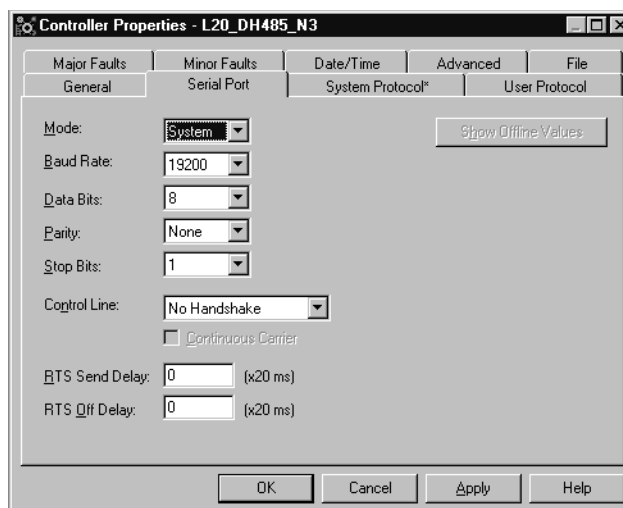 Controller Properties - L20_DH485_N3
Major Faults Minor Faults Date/Time Advanced File
General Serial Port System Protocol* User Protocol
Mode: System Show Offline Values
Baud Rate: 19200
Data Bits: 8
Parity: None
Stop Bits: 1
Control Line: No Handshake
Continuous Carrier
RTS Send Delay: 0 (x20 ms)
RTS Off Delay: 0 (x20 ms)
OK Cancel Apply Help